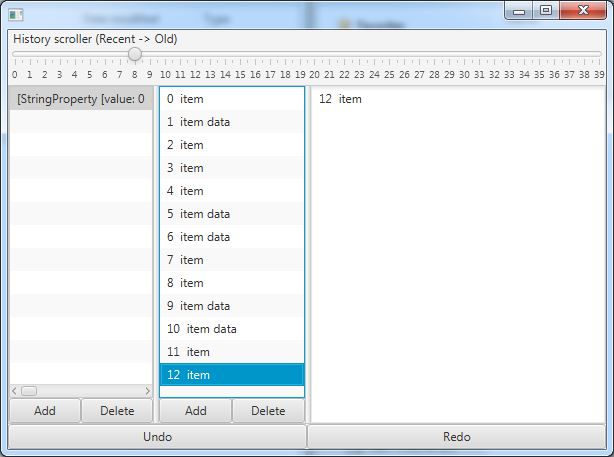 History scroller (Recent -> Old)
0 1 2 3 4 5 6 7 8 9 10 11 12 13 14 15 16 17 18 19 20 21 22 23 24 25 26 27 28 29 30 31 32 33 34 35 36 37 38 39
[StringProperty [value: 0
0 item
1 item data
2 item
3 item
4 item
5 item data
6 item data
7 item
8 item
9 item data
10 item data
11 item
12 item
12 item
Add Delete Add Delete
Undo Redo